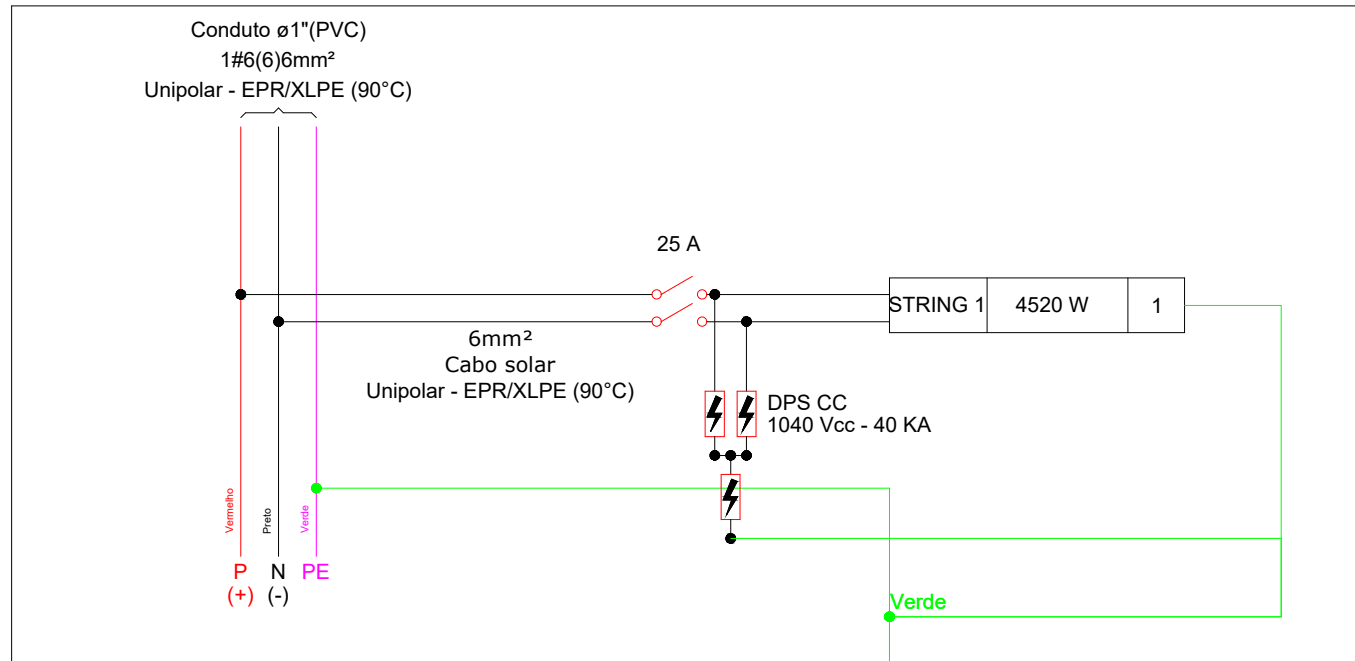 Conduto ø1"(PVC)
1#6(6)6mm²
Unipolar - EPR/XLPE (90°C)
25 A
STRING 1
4520 W
1
6mm²
Cabo solar
Unipolar - EPR/XLPE (90°C)
DPS CC
1040 Vcc - 40 KA
Vermelho
Preto
Verde
P
N
PE
(+)
(-)
Verde